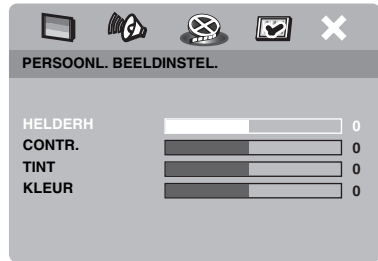 PERSOONL. BEELDINSTEL.
HELDERH 0
CONTR. 0
TINT 0
KLEUR 0